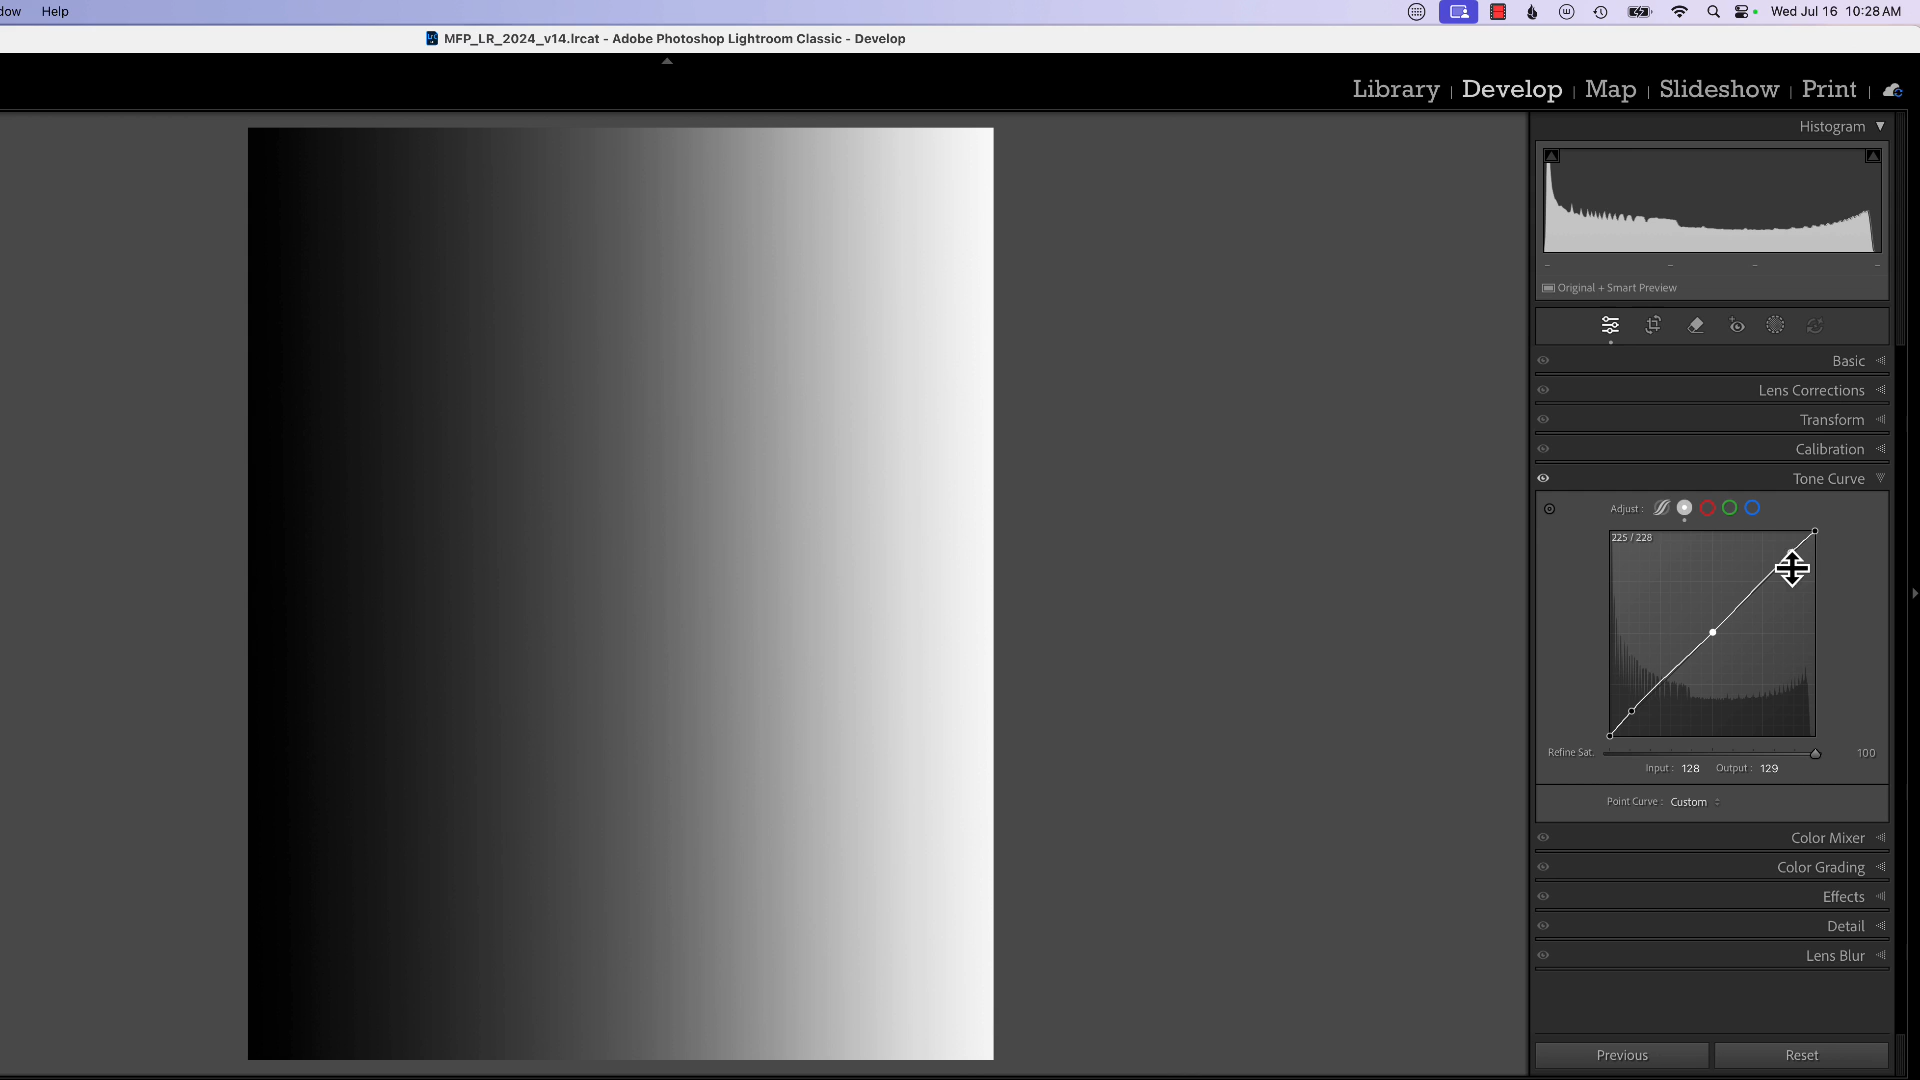 dow Help
Wed Jul 16 10:28 AM
MFP_LR_2024_v14.lrcat - Adobe Photoshop Lightroom Classic - Develop
Library | Develop | Map | Slideshow | Print |
Histogram
Original + Smart Preview
Basic
Lens Corrections
Transform
Calibration
Tone Curve
Adjust :
225 / 228
Refine Sat. 100
Input : 128 Output : 129
Point Curve : Custom
Color Mixer
Color Grading
Effects
Detail
Lens Blur
Previous Reset